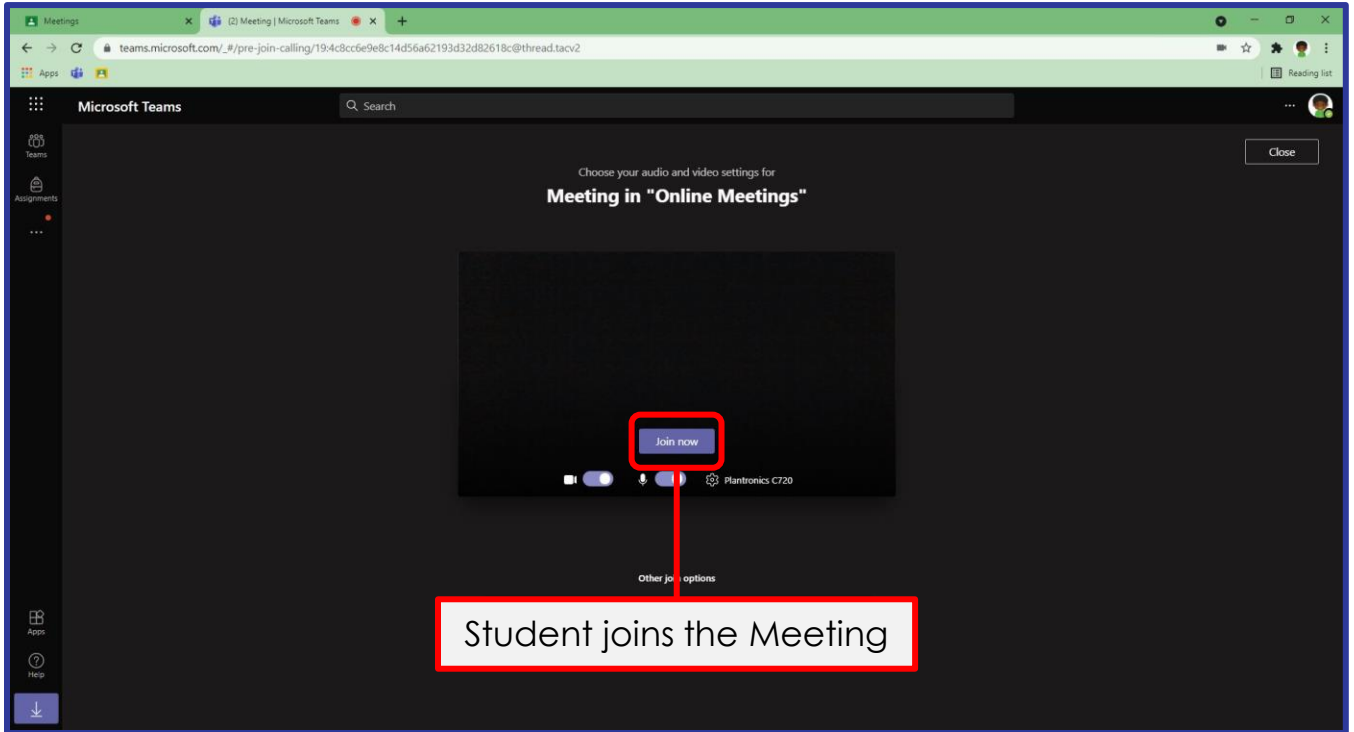 Meetings
(2) Meeting | Microsoft Teams
teams.microsoft.com/_#/pre-join-calling/19:4c8cc6e9e8c14d56a62193d32d82618c@thread.tacv2
Apps
Reading list
Microsoft Teams
Search
Teams
Assignments
Close
Choose your audio and video settings for
Meeting in "Online Meetings"
Join now
Plantronics C720
Other join options
Student joins the Meeting
Apps
Help